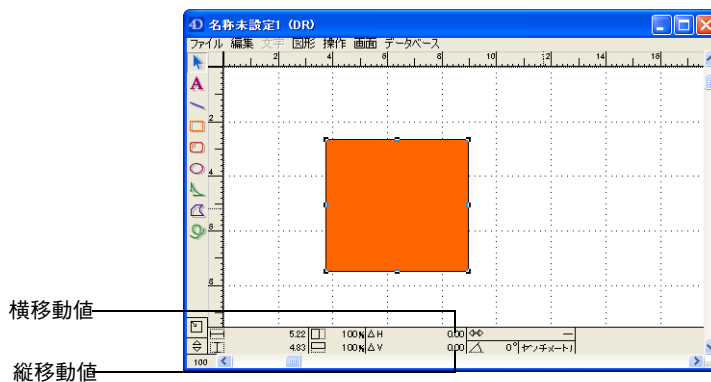 4D 名称未設定1 (DR)
ファイル 編集 文字 図形 操作 画面 データベース
2 4 6 8 10 12 14 16
A
2
4
6
8
横移動値
5.22 100% ΔH 0.00 —
4.83 100% ΔV 0.00 0° センチメートル
100
縦移動値